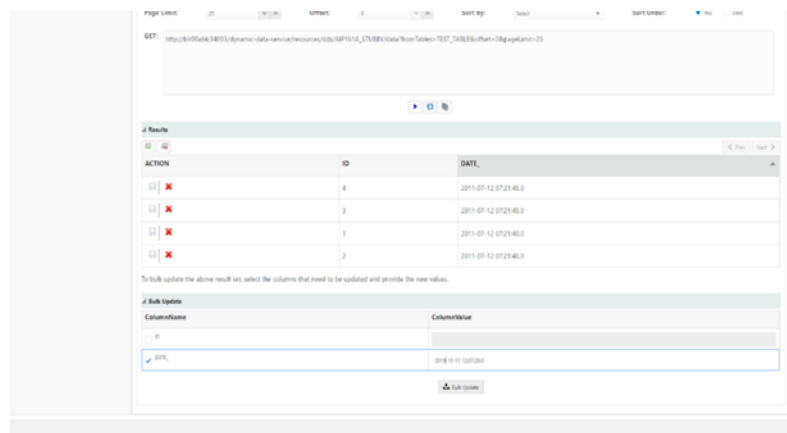 Page Limit: 25 Offset: 0 Sort By: Select Sort Order:
GET:
Results
Prev Next
ACTION ID DATE_
4 2011-07-12 07:21:40.0
3 2011-07-12 07:21:40.0
1 2011-07-12 07:21:40.0
2 2011-07-12 07:21:40.0
To bulk update the above result set, select the columns that need to be updated and provide the new values.
Bulk Update
ColumnName ColumnValue
ID
DATE_
Bulk Update